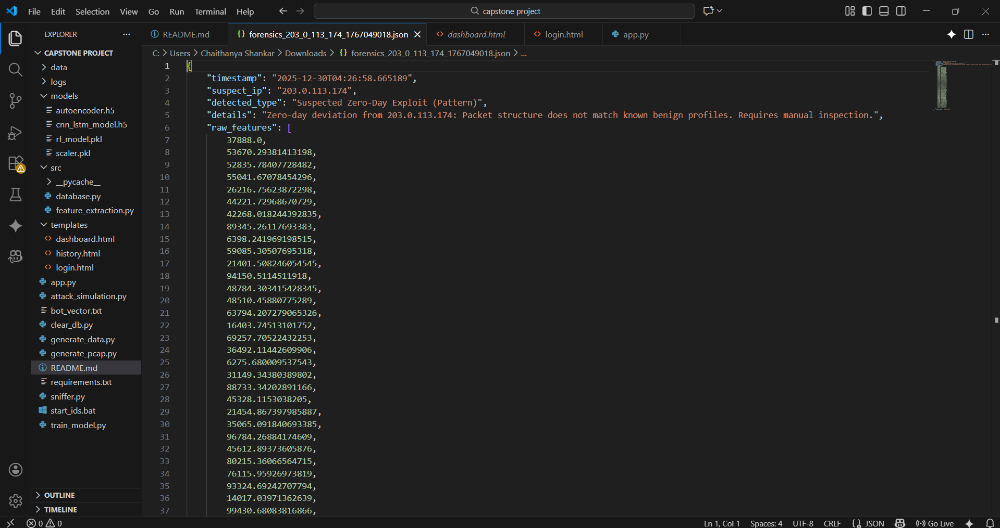 File Edit Selection View Go Run Terminal Help
capstone project
EXPLORER
README.md
forensics_203_0_113_174_1767049018.json
dashboard.html
login.html
app.py
C: > Users > Chaithanya Shankar > Downloads > {} forensics_203_0_113_174_1767049018.json > ...
CAPSTONE PROJECT
data
logs
models
autoencoder.h5
cnn_lstm_model.h5
rf_model.pkl
scaler.pkl
src
__pycache__
database.py
feature_extraction.py
templates
dashboard.html
history.html
login.html
app.py
attack_simulation.py
bot_vector.txt
clear_db.py
generate_data.py
generate_pcap.py
README.md
requirements.txt
sniffer.py
start_ids.bat
train_model.py
OUTLINE
TIMELINE
1 {
2 "timestamp": "2025-12-30T04:26:58.665189",
3 "suspect_ip": "203.0.113.174",
4 "detected_type": "Suspected Zero-Day Exploit (Pattern)",
5 "details": "Zero-day deviation from 203.0.113.174: Packet structure does not match known benign profiles. Requires manual inspection.",
6 "raw_features": [
7 37888.0,
8 53670.29381413198,
9 52835.78407728482,
10 55041.67078454296,
11 26216.75623872298,
12 44221.72968670729,
13 42268.018244392835,
14 89345.26117693383,
15 6398.241969198515,
16 59085.30507695318,
17 21401.508246054545,
18 94150.5114511918,
19 48784.303415428345,
20 48510.45880775289,
21 63794.207279065326,
22 16403.74513101752,
23 69257.70522432253,
24 36492.11442609906,
25 6275.680009537543,
26 31149.34380389802,
27 88733.34202891166,
28 45328.1153038205,
29 21454.867397985887,
30 35065.091840693385,
31 96784.26884174609,
32 45612.89373605876,
33 80215.36066564715,
34 76115.95926973819,
35 93324.69242707794,
36 14017.03971362639,
37 99430.68083816866,
0 0
Ln 1, Col 1 Spaces: 4 UTF-8 CRLF {} JSON Go Live